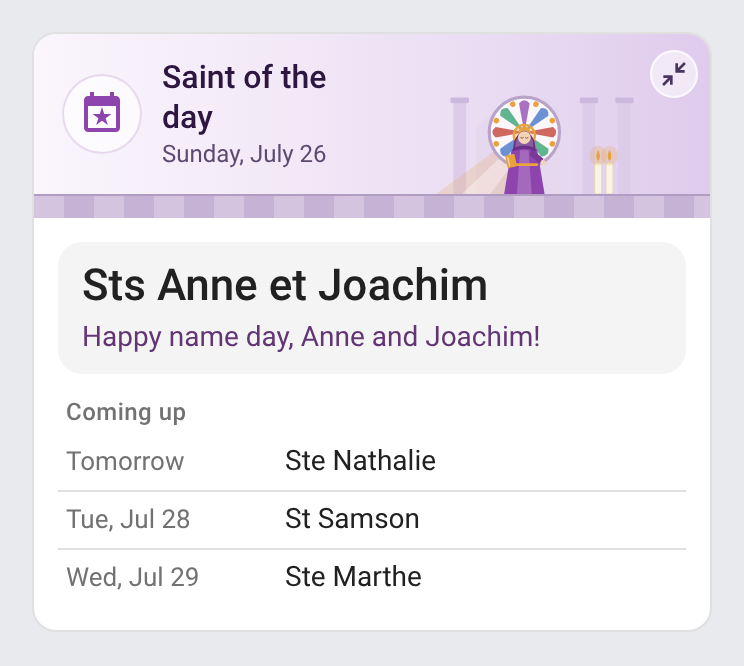 Saint of the
day
Sunday, July 26
Sts Anne et Joachim
Happy name day, Anne and Joachim!
Coming up
Tomorrow Ste Nathalie
Tue, Jul 28 St Samson
Wed, Jul 29 Ste Marthe